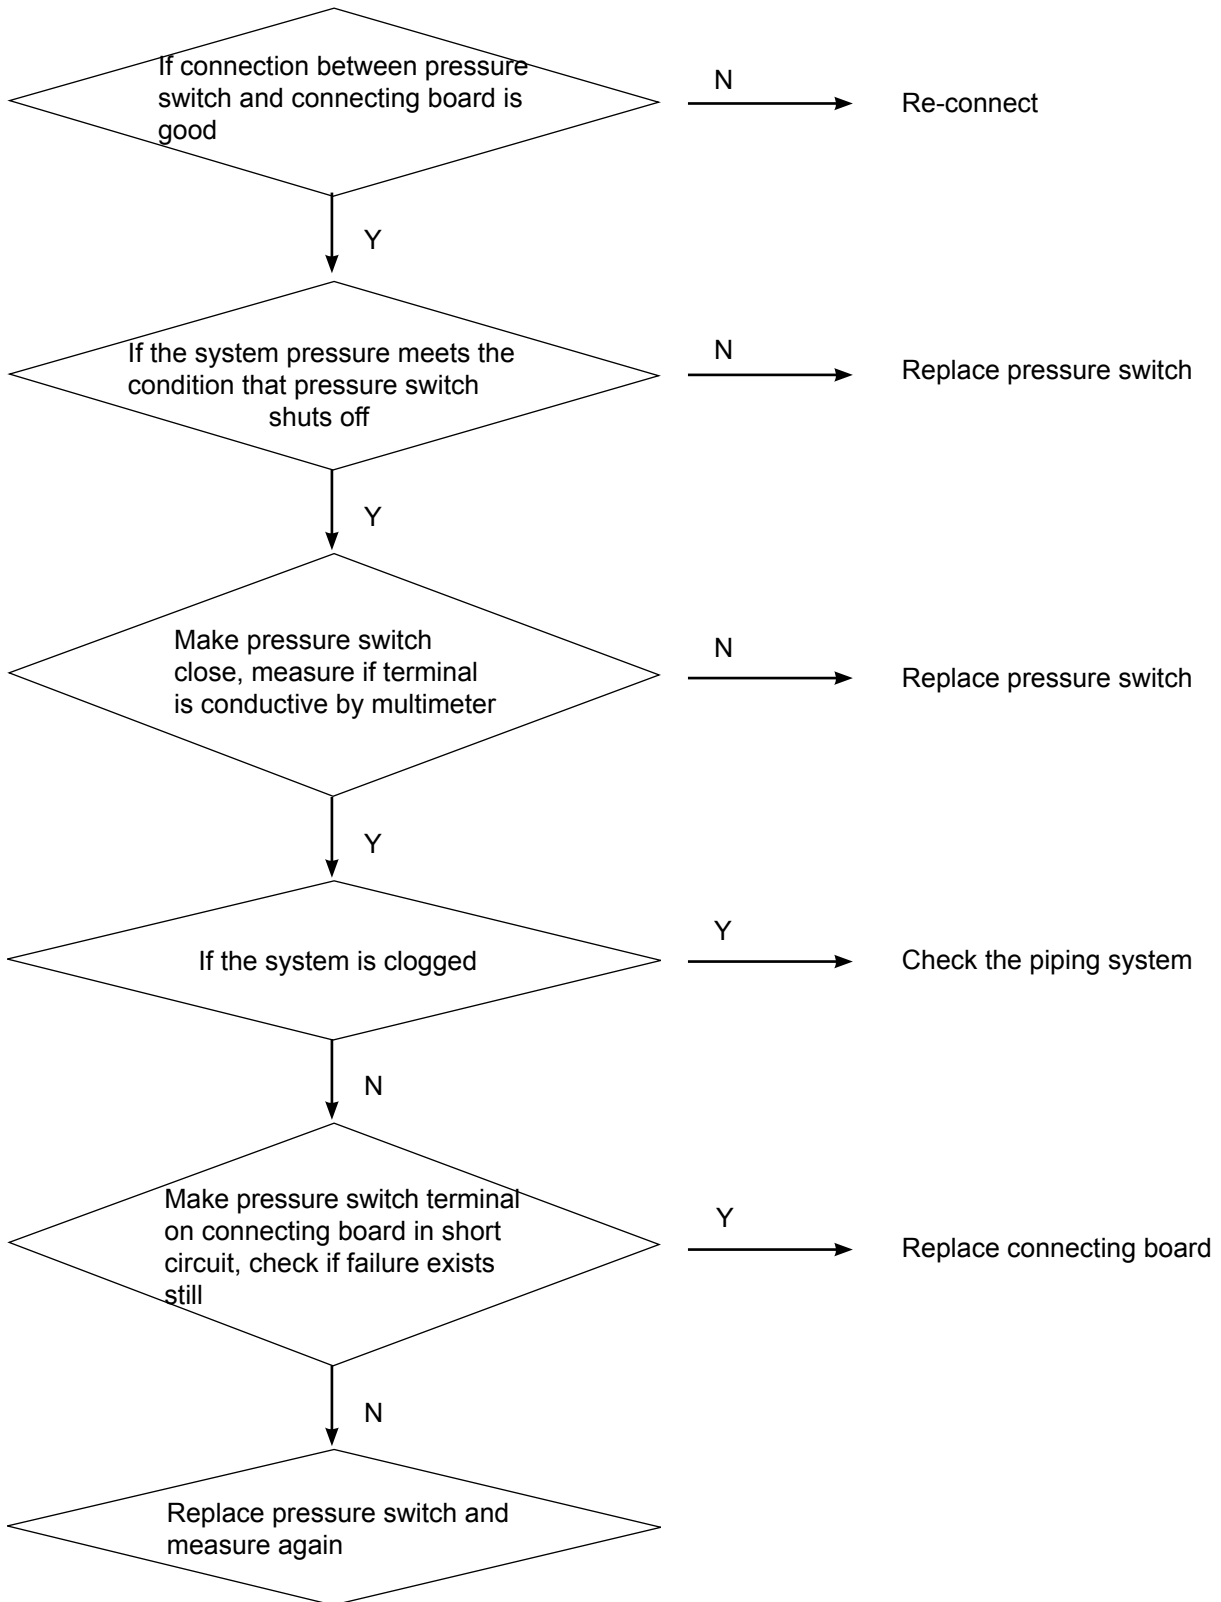 If connection between pressure
switch and connecting board is
good
N
Re-connect
Y
If the system pressure meets the
condition that pressure switch
shuts off
N
Replace pressure switch
Y
Make pressure switch
close, measure if terminal
is conductive by multimeter
N
Replace pressure switch
Y
If the system is clogged
Y
Check the piping system
N
Make pressure switch terminal
on connecting board in short
circuit, check if failure exists
still
Y
Replace connecting board
N
Replace pressure switch and
measure again